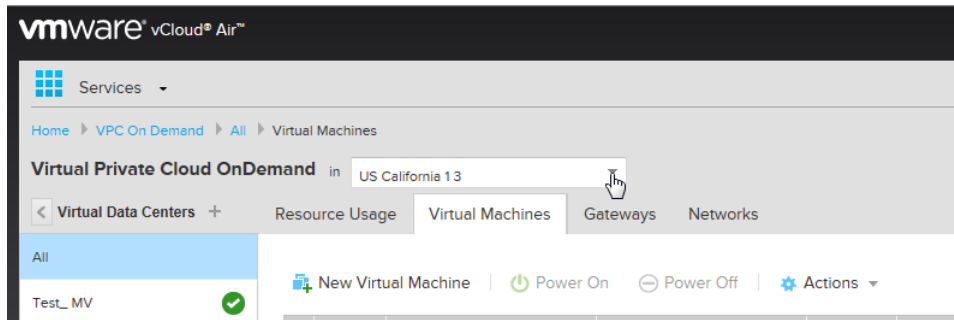 vmware® vCloud® Air™
Services
Home VPC On Demand All Virtual Machines
Virtual Private Cloud OnDemand in US California 1 3
< Virtual Data Centers + Resource Usage Virtual Machines Gateways Networks
All
New Virtual Machine Power On Power Off Actions
Test_ MV